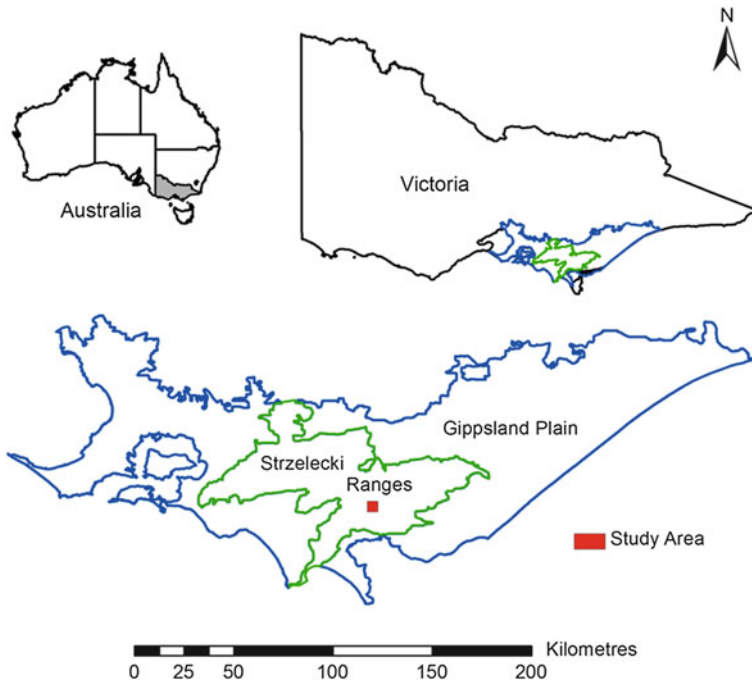 N
Australia
Victoria
Gippsland Plain
Strzelecki
Ranges
Study Area
Kilometres
0 25 50 100 150 200